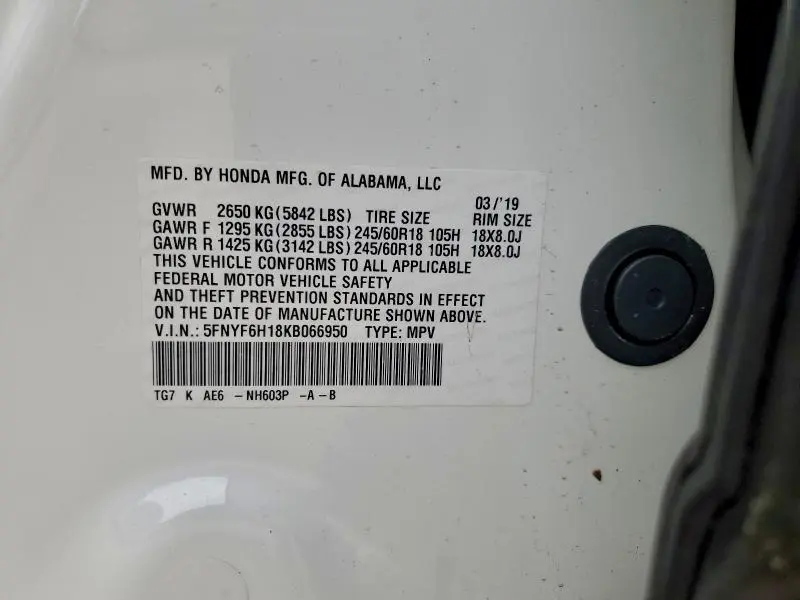 MFD. BY HONDA MFG. OF ALABAMA, LLC
03/'19
GVWR 2650 KG (5842 LBS) TIRE SIZE RIM SIZE
GAWR F 1295 KG (2855 LBS) 245/60R18 105H 18X8.0J
GAWR R 1425 KG (3142 LBS) 245/60R18 105H 18X8.0J
THIS VEHICLE CONFORMS TO ALL APPLICABLE
FEDERAL MOTOR VEHICLE SAFETY
AND THEFT PREVENTION STANDARDS IN EFFECT
ON THE DATE OF MANUFACTURE SHOWN ABOVE.
V.I.N.: 5FNYF6H18KB066950 TYPE: MPV
TG7 K AE6 -NH603P -A-B